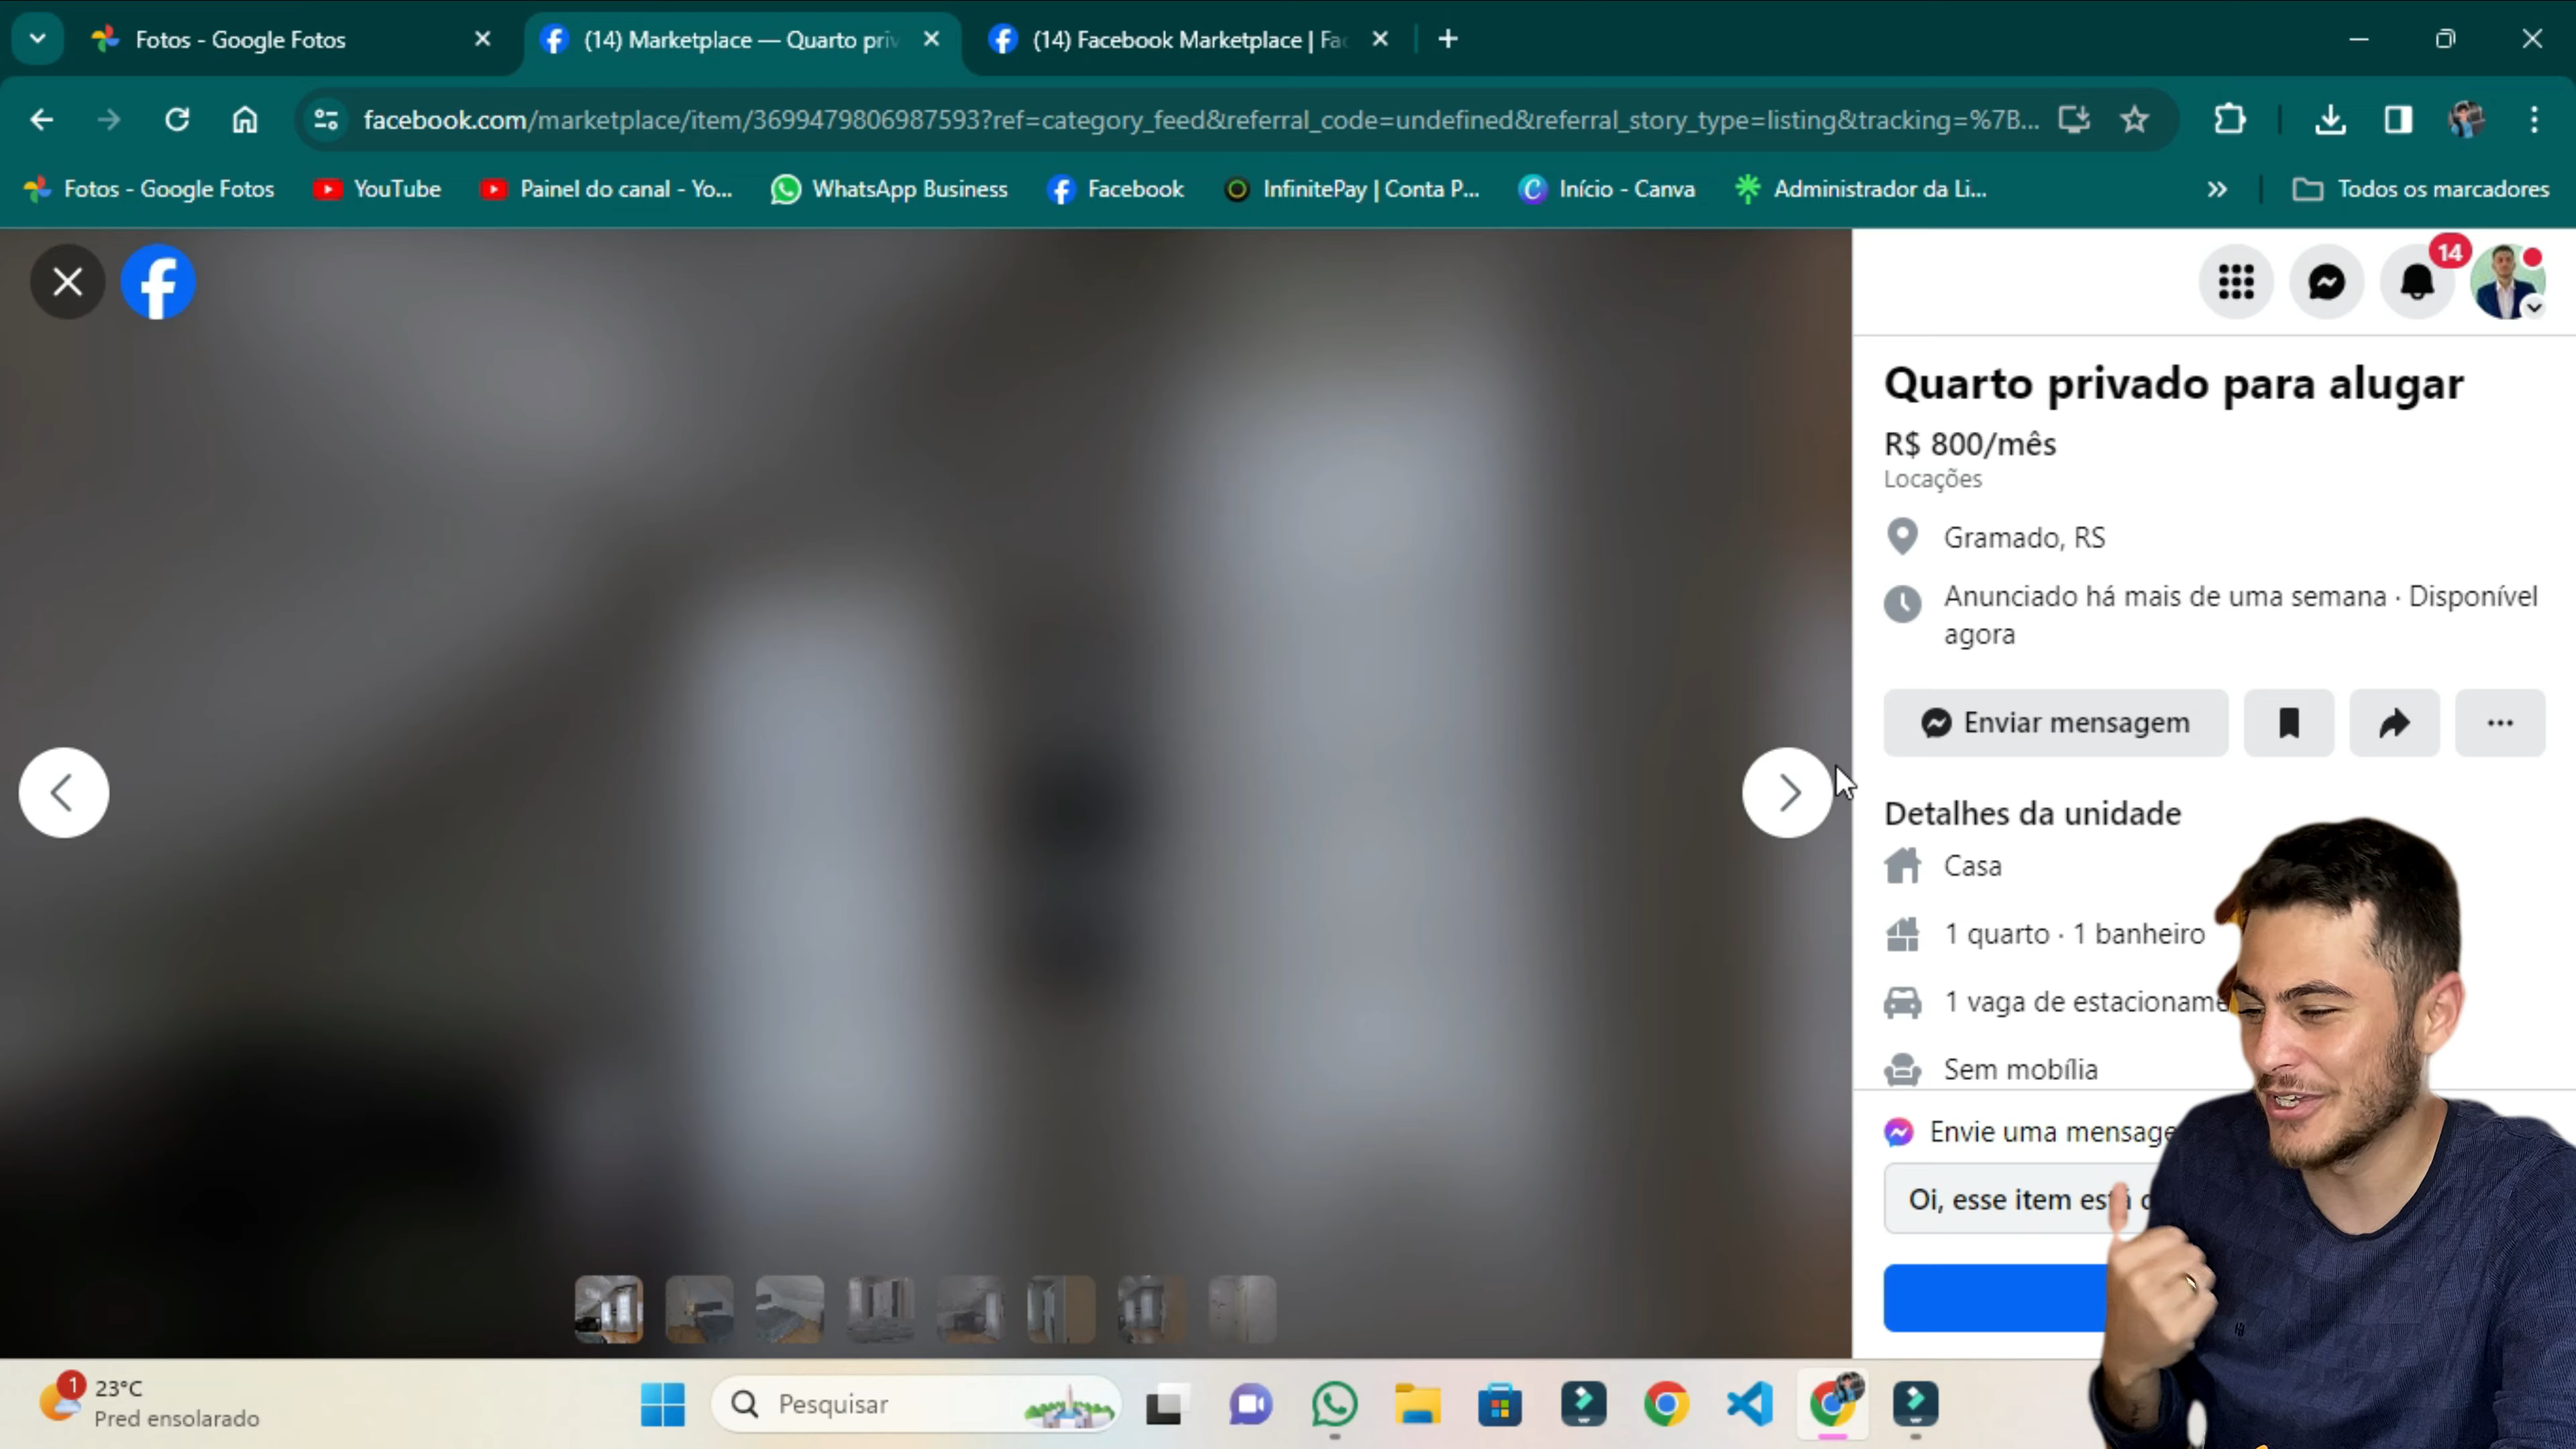 Fotos - Google Fotos
(14) Marketplace — Quarto priv
(14) Facebook Marketplace | Fac
facebook.com/marketplace/item/3699479806987593?ref=category_feed&referral_code=undefined&referral_story_type=listing&tracking=%7B...
Fotos - Google Fotos
YouTube
Painel do canal - Yo...
WhatsApp Business
Facebook
InfinitePay | Conta P...
Início - Canva
Administrador da Li...
Todos os marcadores
14
Quarto privado para alugar
R$ 800/mês
Locações
Gramado, RS
Anunciado há mais de uma semana · Disponível
agora
Enviar mensagem
Detalhes da unidade
Casa
1 quarto · 1 banheiro
1 vaga de estacioname
Sem mobília
Envie uma mensage
Oi, esse item está d
1
23°C
Pred ensolarado
Pesquisar